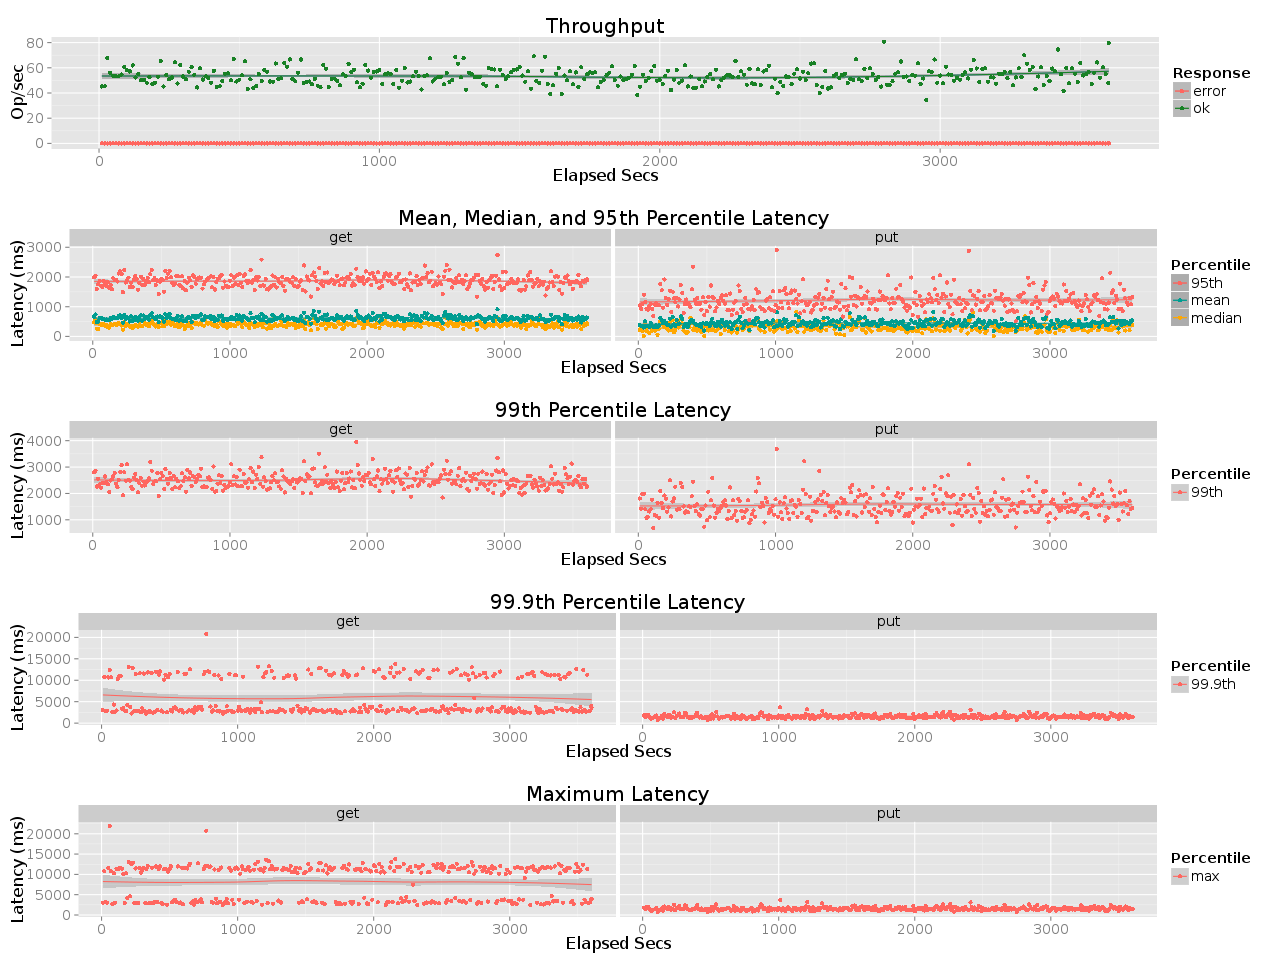 Throughput
80
60
40
20
0
Op/sec
0 1000 2000 3000
Elapsed Secs
Response
error
ok
Mean, Median, and 95th Percentile Latency
get put
3000
2000
1000
0
Latency (ms)
0 1000 2000 3000 0 1000 2000 3000
Elapsed Secs
Percentile
95th
mean
median
99th Percentile Latency
get put
4000
3000
2000
1000
Latency (ms)
0 1000 2000 3000 0 1000 2000 3000
Elapsed Secs
Percentile
99th
99.9th Percentile Latency
get put
20000
15000
10000
5000
0
Latency (ms)
0 1000 2000 3000 0 1000 2000 3000
Elapsed Secs
Percentile
99.9th
Maximum Latency
get put
20000
15000
10000
5000
0
Latency (ms)
0 1000 2000 3000 0 1000 2000 3000
Elapsed Secs
Percentile
max